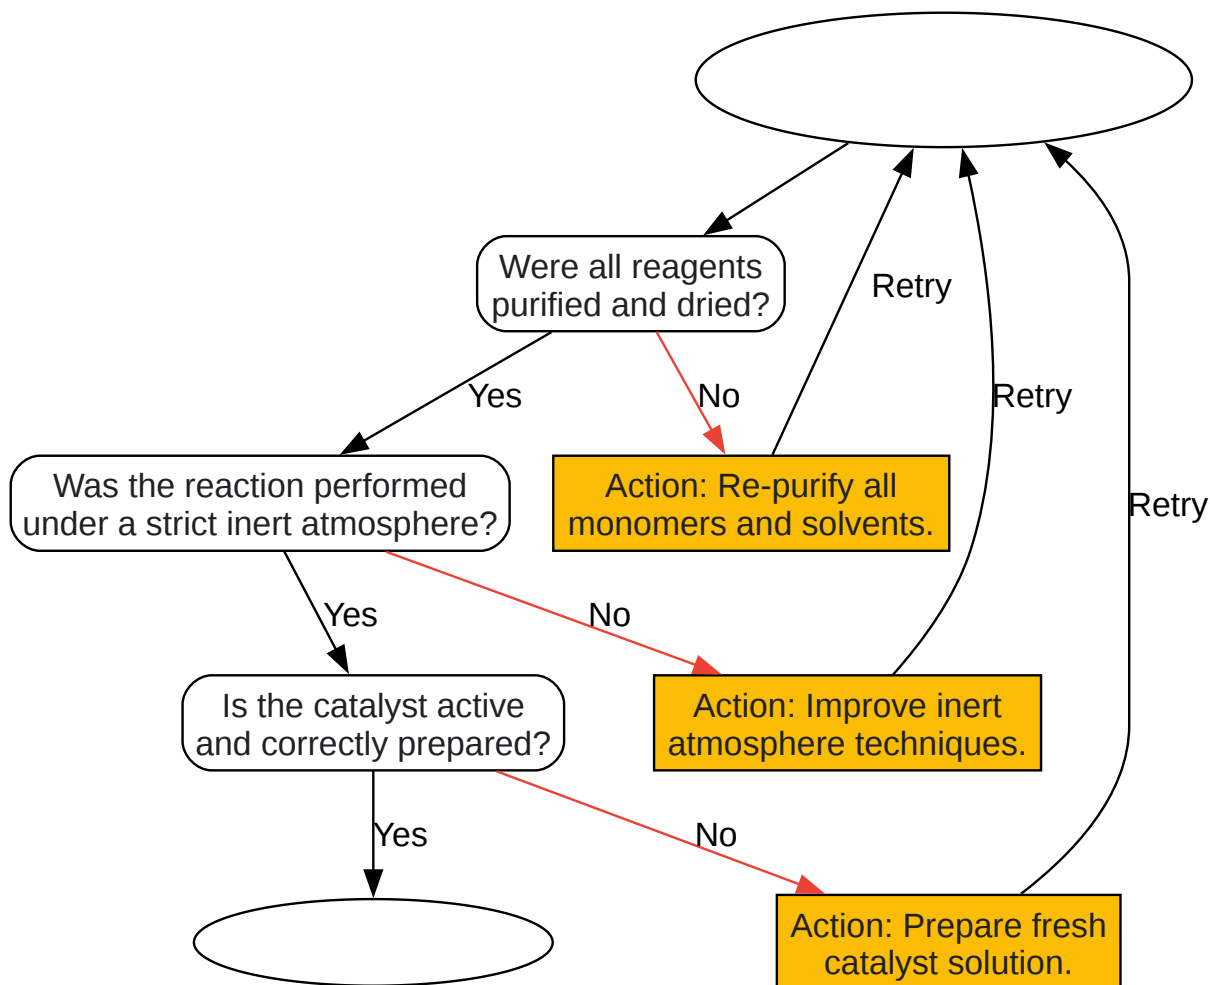 Were all reagents
purified and dried?
Retry
Yes
No
Retry
Was the reaction performed
under a strict inert atmosphere?
Action: Re-purify all
monomers and solvents.
Retry
Yes
No
Is the catalyst active
and correctly prepared?
Action: Improve inert
atmosphere techniques.
Yes
No
Action: Prepare fresh
catalyst solution.